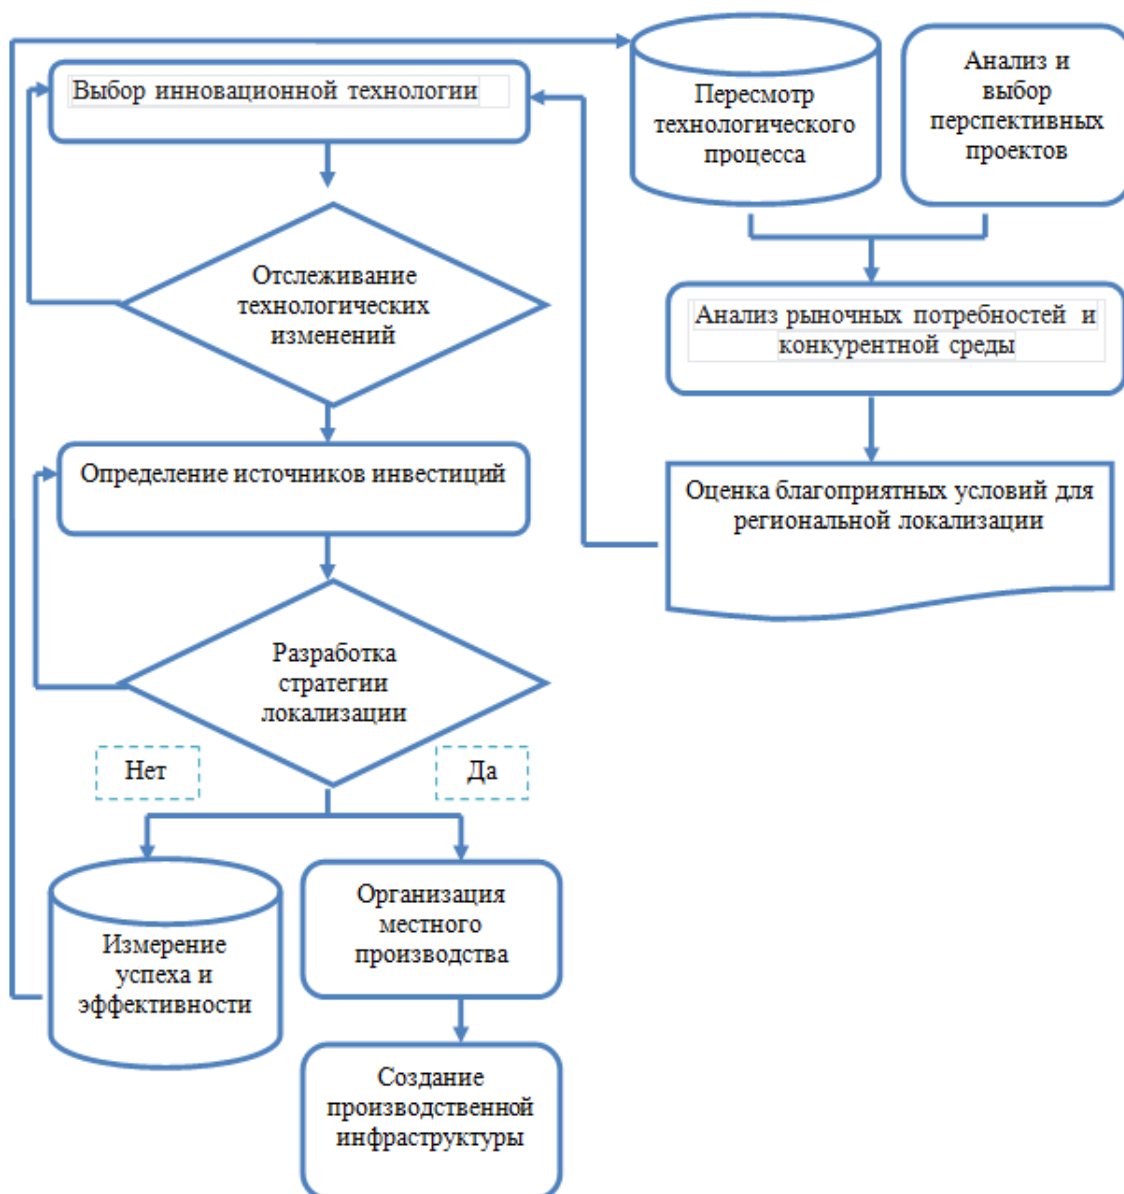 Выбор инновационной технологии
Пересмотр
технологического
процесса
Анализ и
выбор
перспективных
проектов
Отслеживание
технологических
изменений
Анализ рыночных потребностей и
конкурентной среды
Определение источников инвестиций
Оценка благоприятных условий для
региональной локализации
Разработка
стратегии
локализации
Нет
Да
Измерение
успеха и
эффективности
Организация
местного
производства
Создание
производственной
инфраструктуры